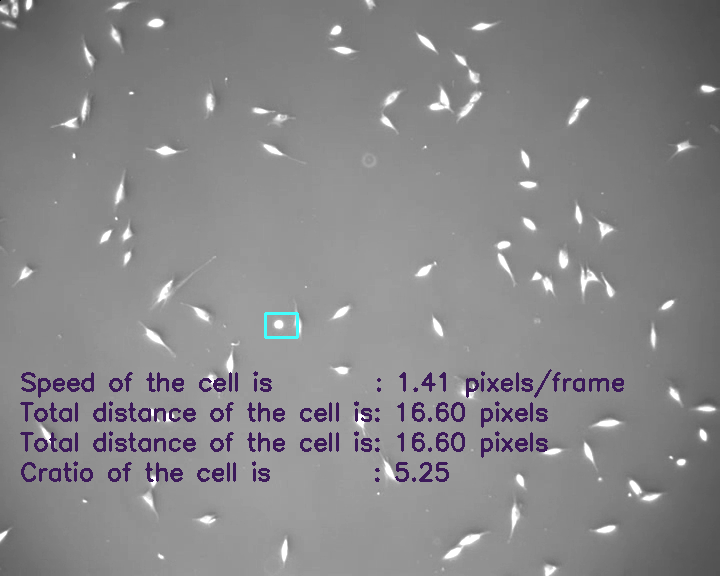 Speed of the cell is : 1.41 pixels/frame
Total distance of the cell is: 16.60 pixels
Total distance of the cell is: 16.60 pixels
Cratio of the cell is : 5.25